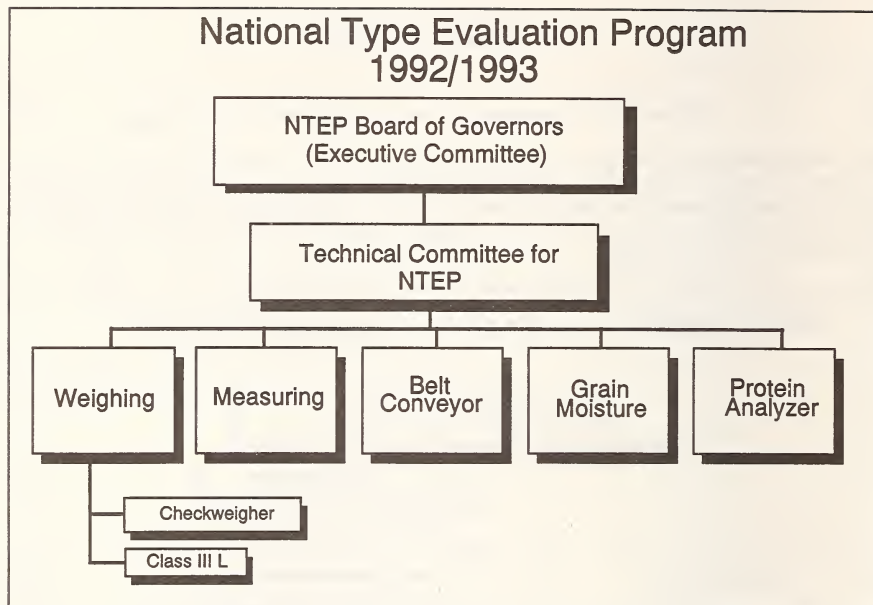 National Type Evaluation Program
1992/1993
NTEP Board of Governors
(Executive Committee)
Technical Committee for
NTEP
Weighing
Measuring
Belt
Conveyor
Grain
Moisture
Protein
Analyzer
Checkweigher
Class III L